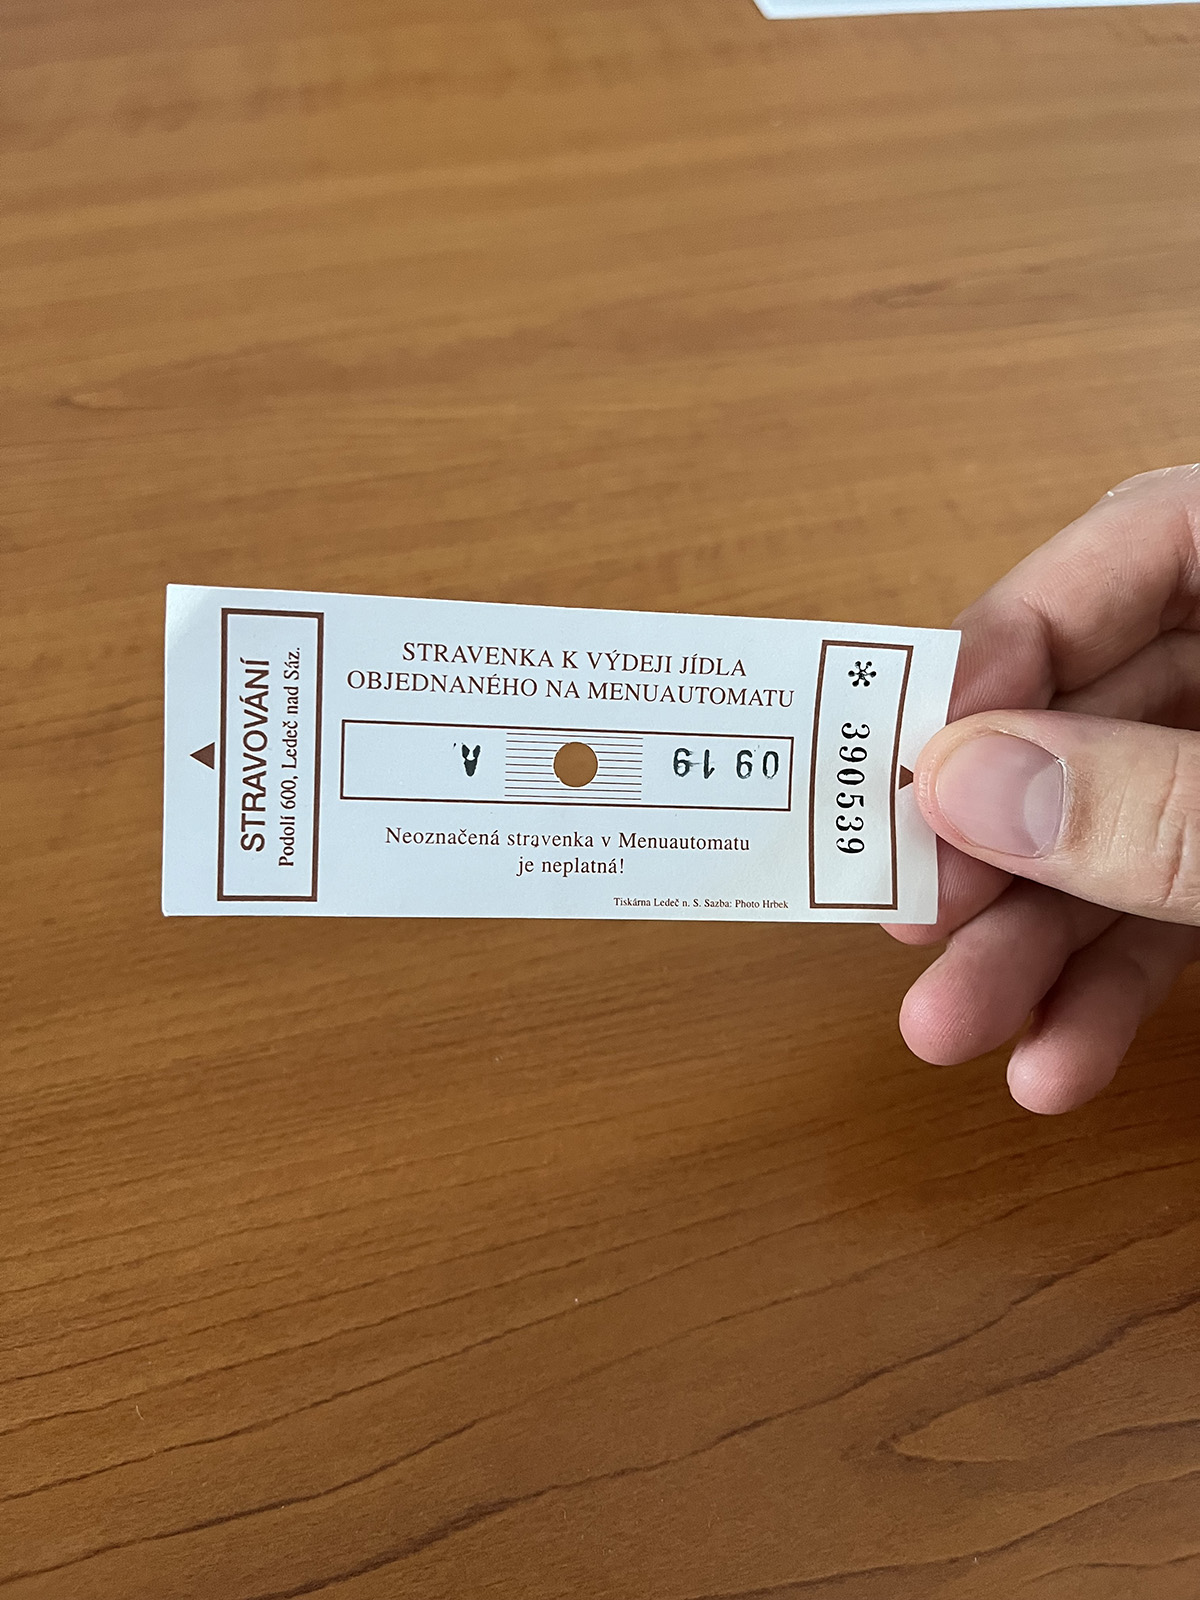 STRAVOVÁNÍ
Podolí 600, Ledeč nad Sáz.
STRAVENKA K VÝDEJI JÍDLA
OBJEDNANÉHO NA MENUAUTOMATU
09 19 A
Neoznačená stravenka v Menuautomatu
je neplatná!
Tiskárna Ledeč n. S. Sazba: Photo Hrbek
* 390539